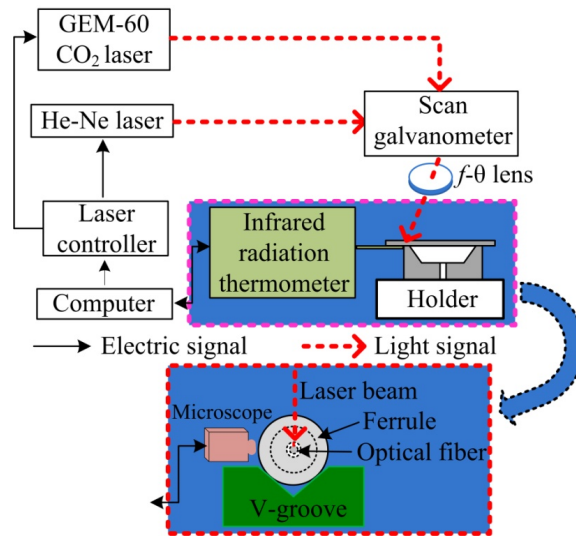 GEM-60
CO₂ laser
He-Ne laser
Scan
galvanometer
f-θ lens
Laser
controller
Infrared
radiation
thermometer
Computer
Holder
Electric signal
Light signal
Laser beam
Microscope
Ferrule
Optical fiber
V-groove